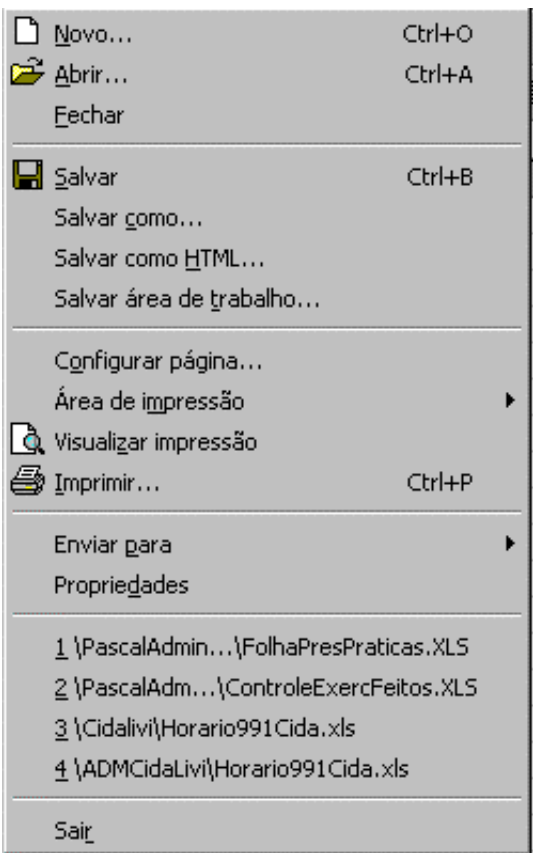 Novo... Ctrl+O
Abrir... Ctrl+A
Fechar
Salvar Ctrl+B
Salvar como...
Salvar como HTML...
Salvar área de trabalho...
Configurar página...
Área de impressão
Visualizar impressão
Imprimir... Ctrl+P
Enviar para
Propriedades
1 \PascalAdmin...\FolhaPresPraticas.XLS
2 \PascalAdm...\ControleExercFeitos.XLS
3 \Cidalivi\Horario991Cida.xls
4 \ADMCidaLivi\Horario991Cida.xls
Sair